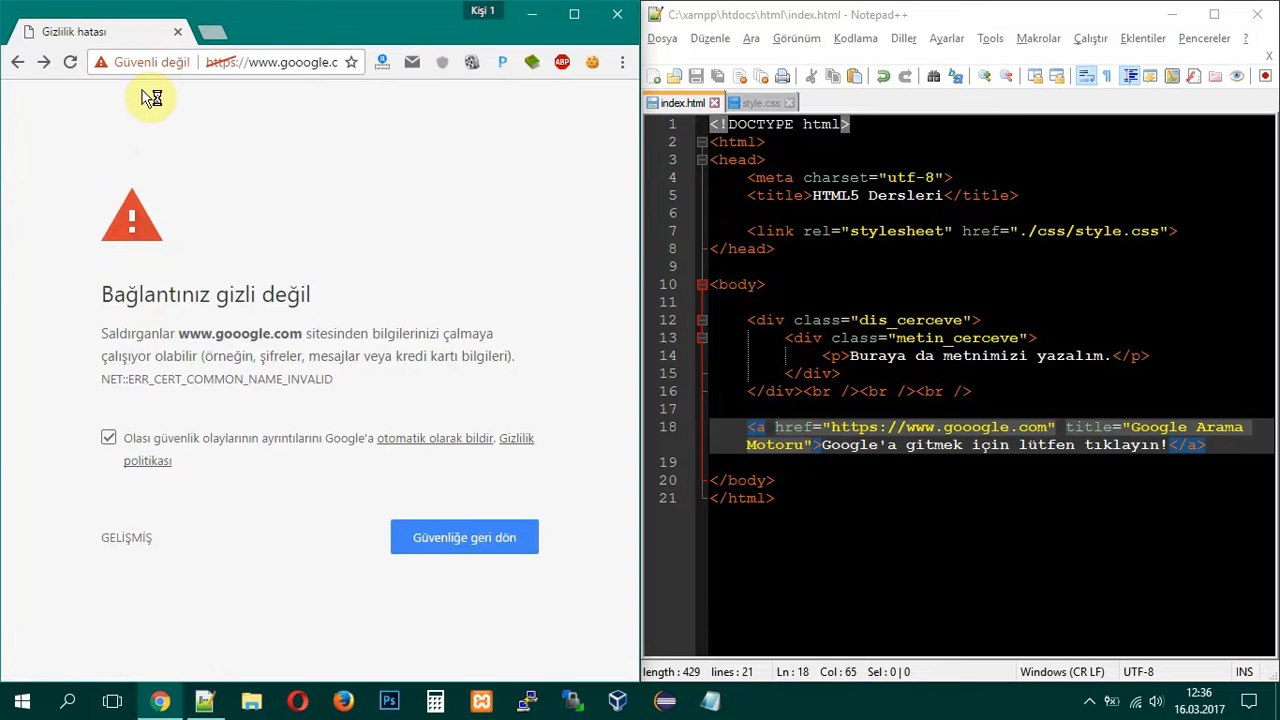 Kişi 1
Gizlilik hatası
Güvenli değil
https://www.gooogle.c
ABP
Bağlantınız gizli değil
Saldırganlar www.gooogle.com sitesinden bilgilerinizi çalmaya
çalışıyor olabilir (örneğin, şifreler, mesajlar veya kredi kartı bilgileri).
NET::ERR_CERT_COMMON_NAME_INVALID
Olası güvenlik olaylarının ayrıntılarını Google'a otomatik olarak bildir. Gizlilik
politikası
GELİŞMİŞ
Güvenliğe geri dön
C:\xampp\htdocs\html\index.html - Notepad++
Dosya Düzenle Ara Görünüm Kodlama Diller Ayarlar Tools Makrolar Çalıştır Eklentiler Pencereler
X
index.html
style.css
1 <!DOCTYPE html>
2 <html>
3 <head>
4 <meta charset="utf-8">
5 <title>HTML5 Dersleri</title>
6
7 <link rel="stylesheet" href="./css/style.css">
8 </head>
9
10 <body>
11
12 <div class="dis_cerceve">
13 <div class="metin_cerceve">
14 <p>Buraya da metnimizi yazalım.</p>
15 </div>
16 </div><br /><br /><br />
17
18 <a href="https://www.gooogle.com" title="Google Arama
Motoru">Google'a gitmek için lütfen tıklayın!</a>
19
20 </body>
21 </html>
length : 429 lines : 21
Ln : 18 Col : 65 Sel : 0 | 0
Windows (CR LF)
UTF-8
INS
Ps
12:36
16.03.2017